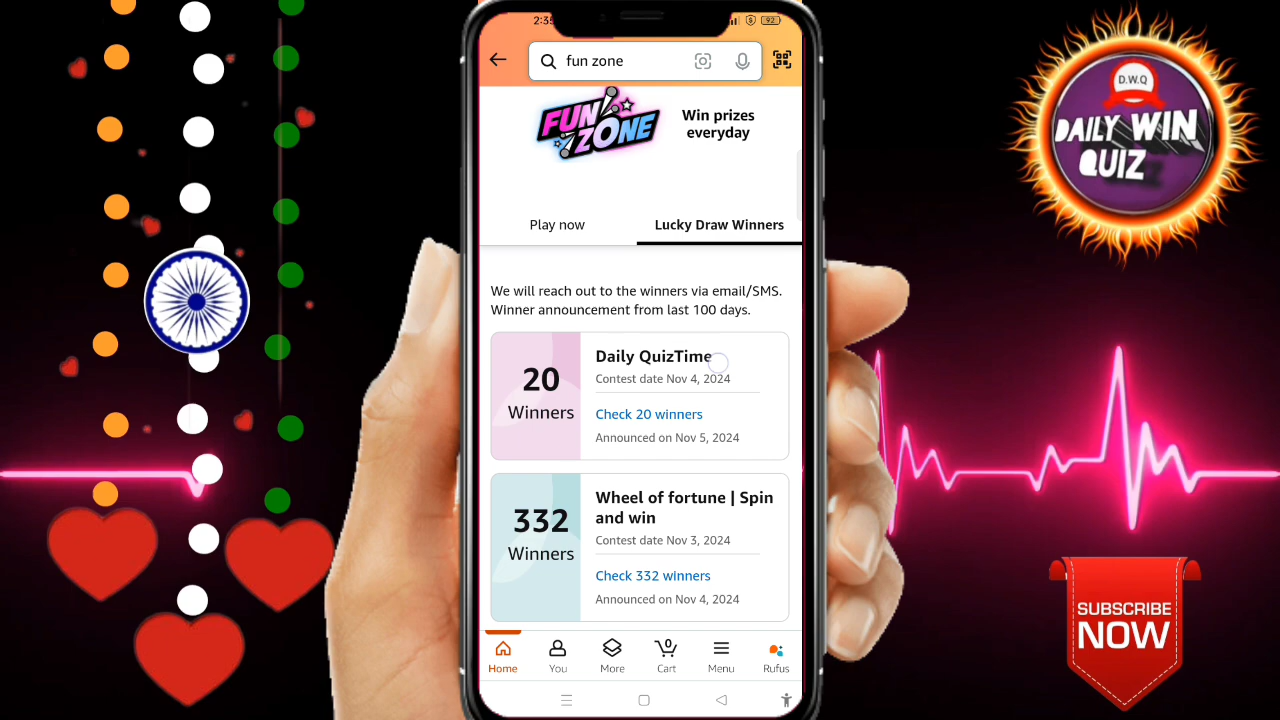 2:35
92
fun zone
FUN
ZONE
Win prizes
everyday
Play now
Lucky Draw Winners
We will reach out to the winners via email/SMS.
Winner announcement from last 100 days.
20
Winners
Daily QuizTime
Contest date Nov 4, 2024
Check 20 winners
Announced on Nov 5, 2024
332
Winners
Wheel of fortune | Spin
and win
Contest date Nov 3, 2024
Check 332 winners
Announced on Nov 4, 2024
Home
You
More
0
Cart
Menu
Rufus
D.W.Q
DAILY WIN
QUIZ
SUBSCRIBE
NOW